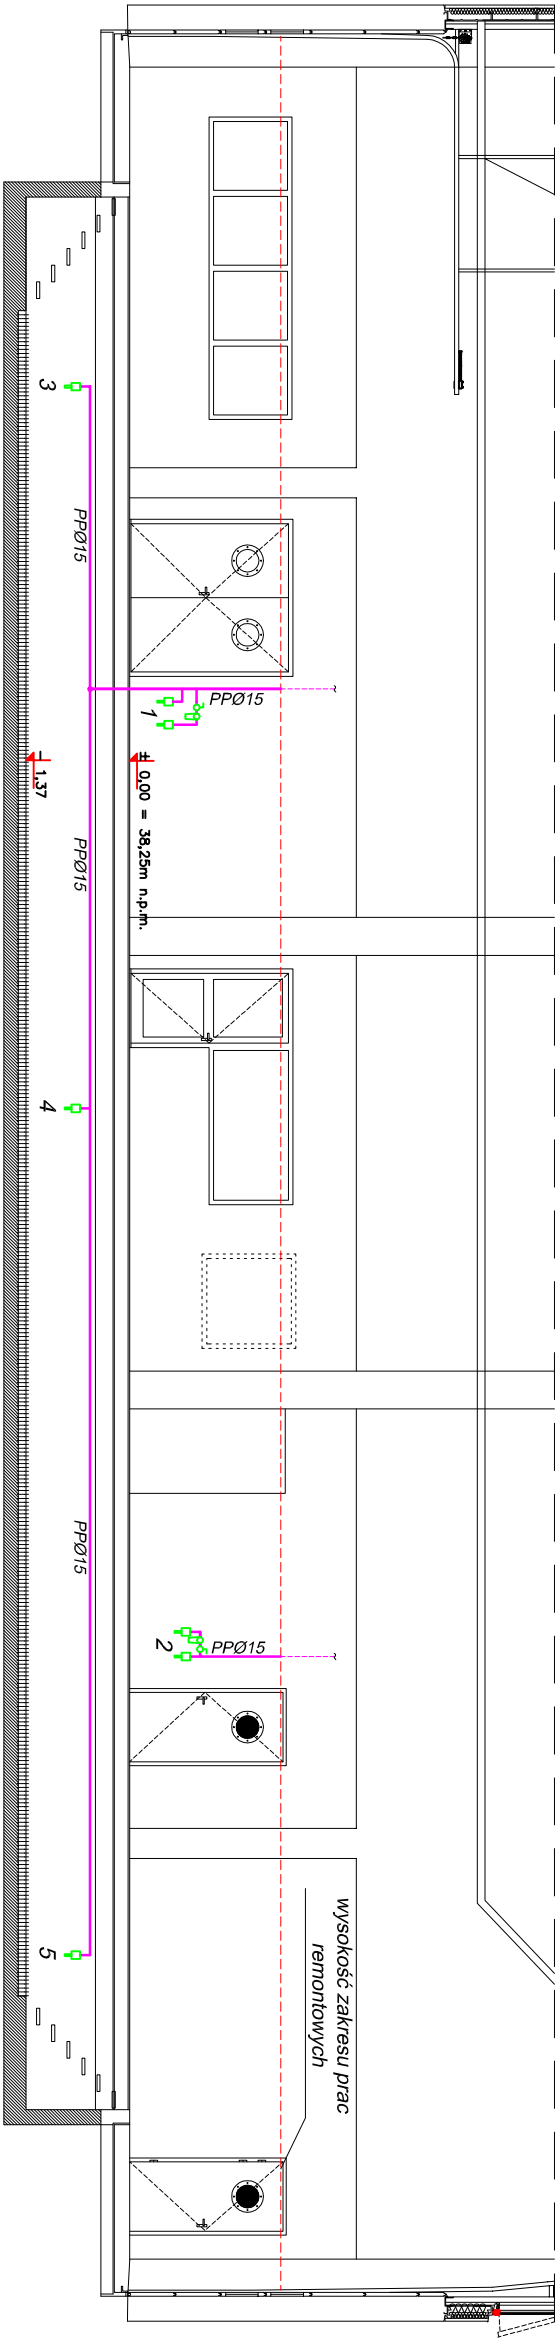 3
PPØ15
1
PPØ15
± 0,00 = 38,25m n.p.m.
- 1,37
PPØ15
4
PPØ15
2
PPØ15
wysokość zakresu prac
remontowych
5